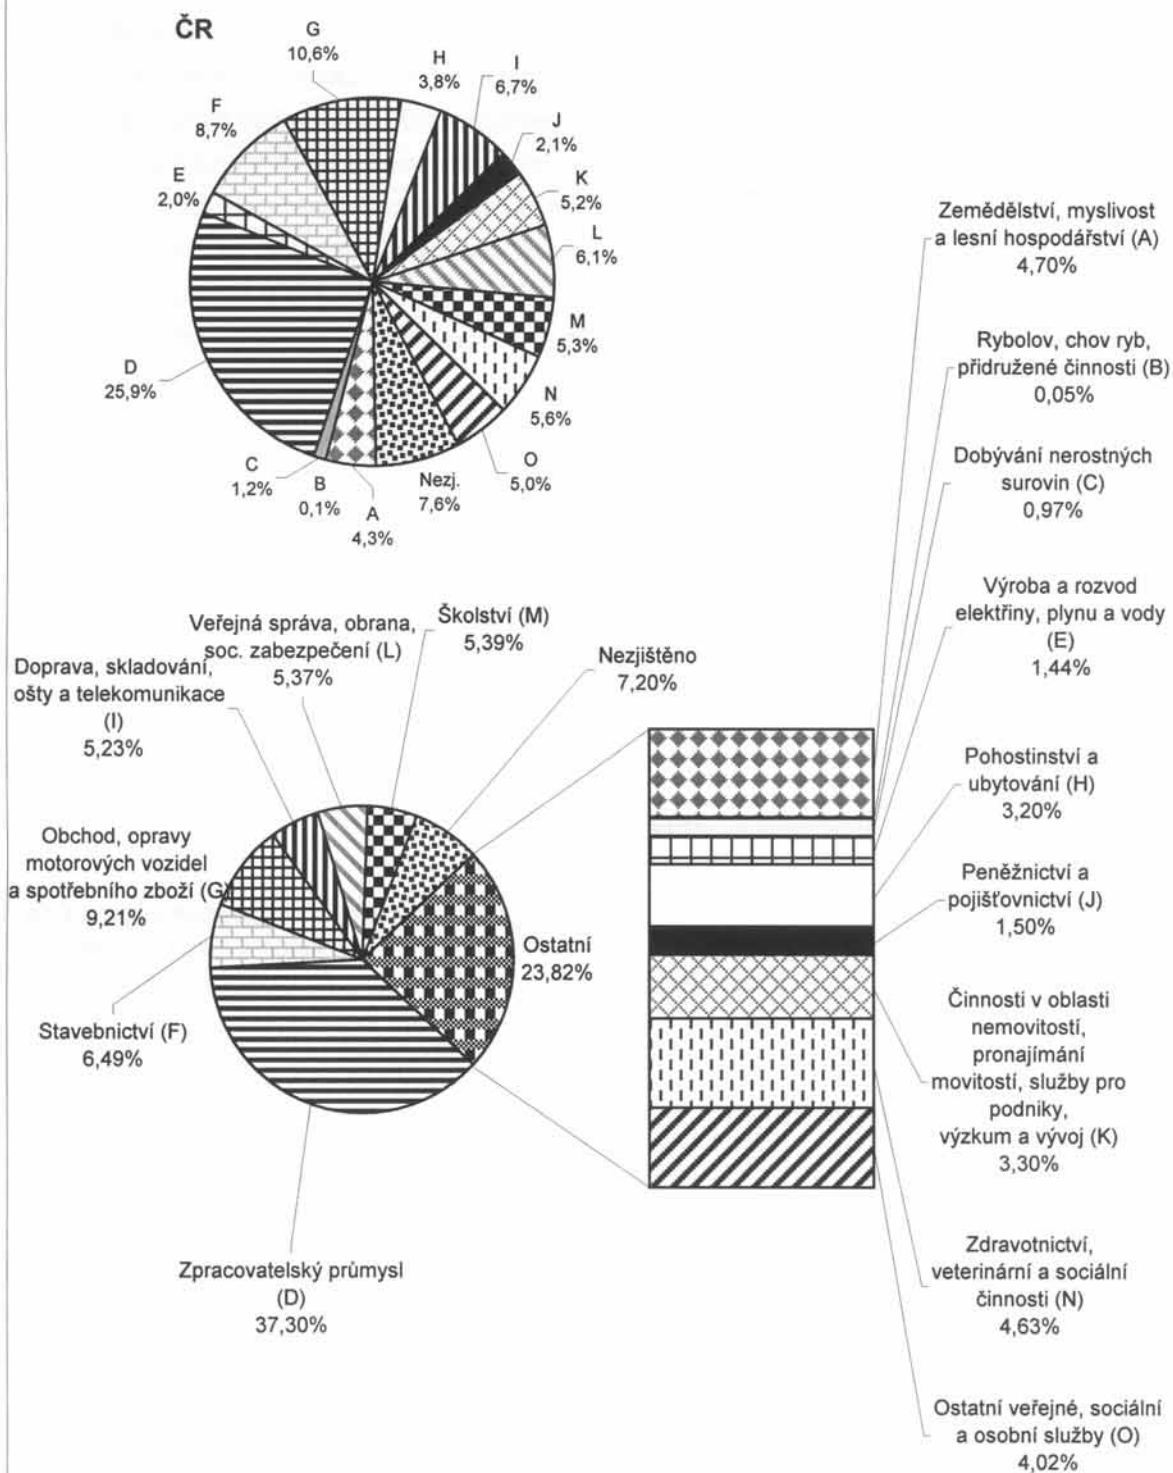 ČR
G
10,6%
H
3,8%
I
6,7%
J
2,1%
K
5,2%
L
6,1%
M
5,3%
N
5,6%
O
5,0%
Nezj.
7,6%
A
4,3%
B
0,1%
C
1,2%
D
25,9%
E
2,0%
F
8,7%
Zemědělství, myslivost
a lesní hospodářství (A)
4,70%
Rybolov, chov ryb,
přidružené činnosti (B)
0,05%
Dobývání nerostných
surovin (C)
0,97%
Výroba a rozvod
elektřiny, plynu a vody
(E)
1,44%
Pohostinství a
ubytování (H)
3,20%
Peněžnictví a
pojišťovnictví (J)
1,50%
Činnosti v oblasti
nemovitostí,
pronajímání
movitostí, služby pro
podniky,
výzkum a vývoj (K)
3,30%
Zdravotnictví,
veterinární a sociální
činnosti (N)
4,63%
Ostatní veřejné, sociální
a osobní služby (O)
4,02%
Školství (M)
5,39%
Veřejná správa, obrana,
soc. zabezpečení (L)
5,37%
Nezjištěno
7,20%
Doprava, skladování,
ošty a telekomunikace
(I)
5,23%
Obchod, opravy
motorových vozidel
a spotřebního zboží (G)
9,21%
Ostatní
23,82%
Stavebnictví (F)
6,49%
Zpracovatelský průmysl
(D)
37,30%